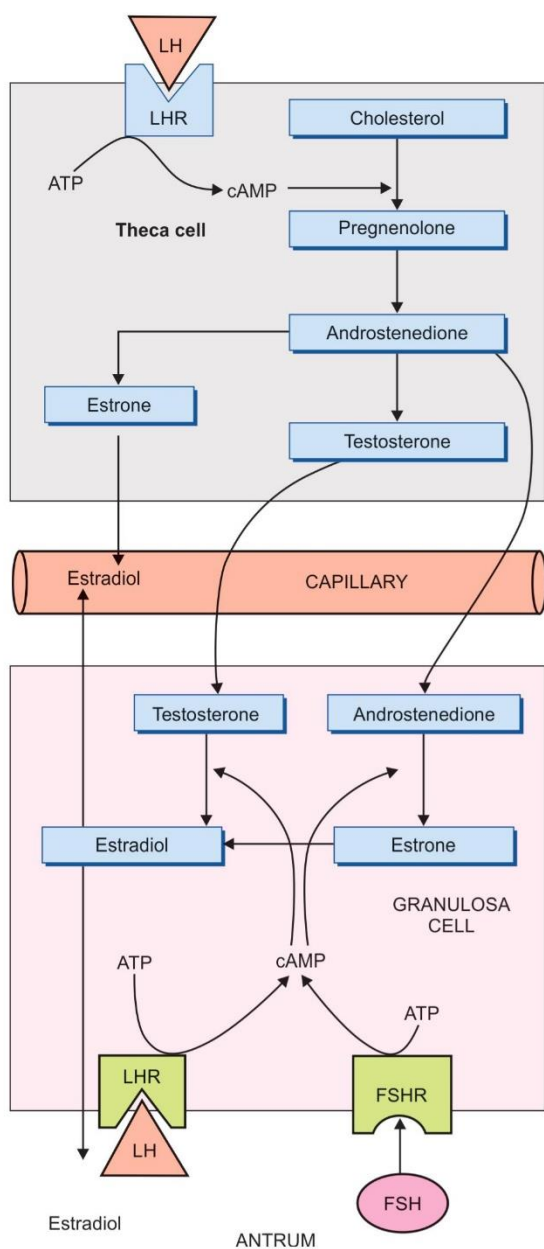 LH
LHR
Cholesterol
ATP
cAMP
Theca cell
Pregnenolone
Androstenedione
Estrone
Testosterone
Estradiol
CAPILLARY
Testosterone
Androstenedione
Estradiol
Estrone
GRANULOSA
CELL
ATP
cAMP
ATP
LHR
FSHR
LH
FSH
Estradiol
ANTRUM